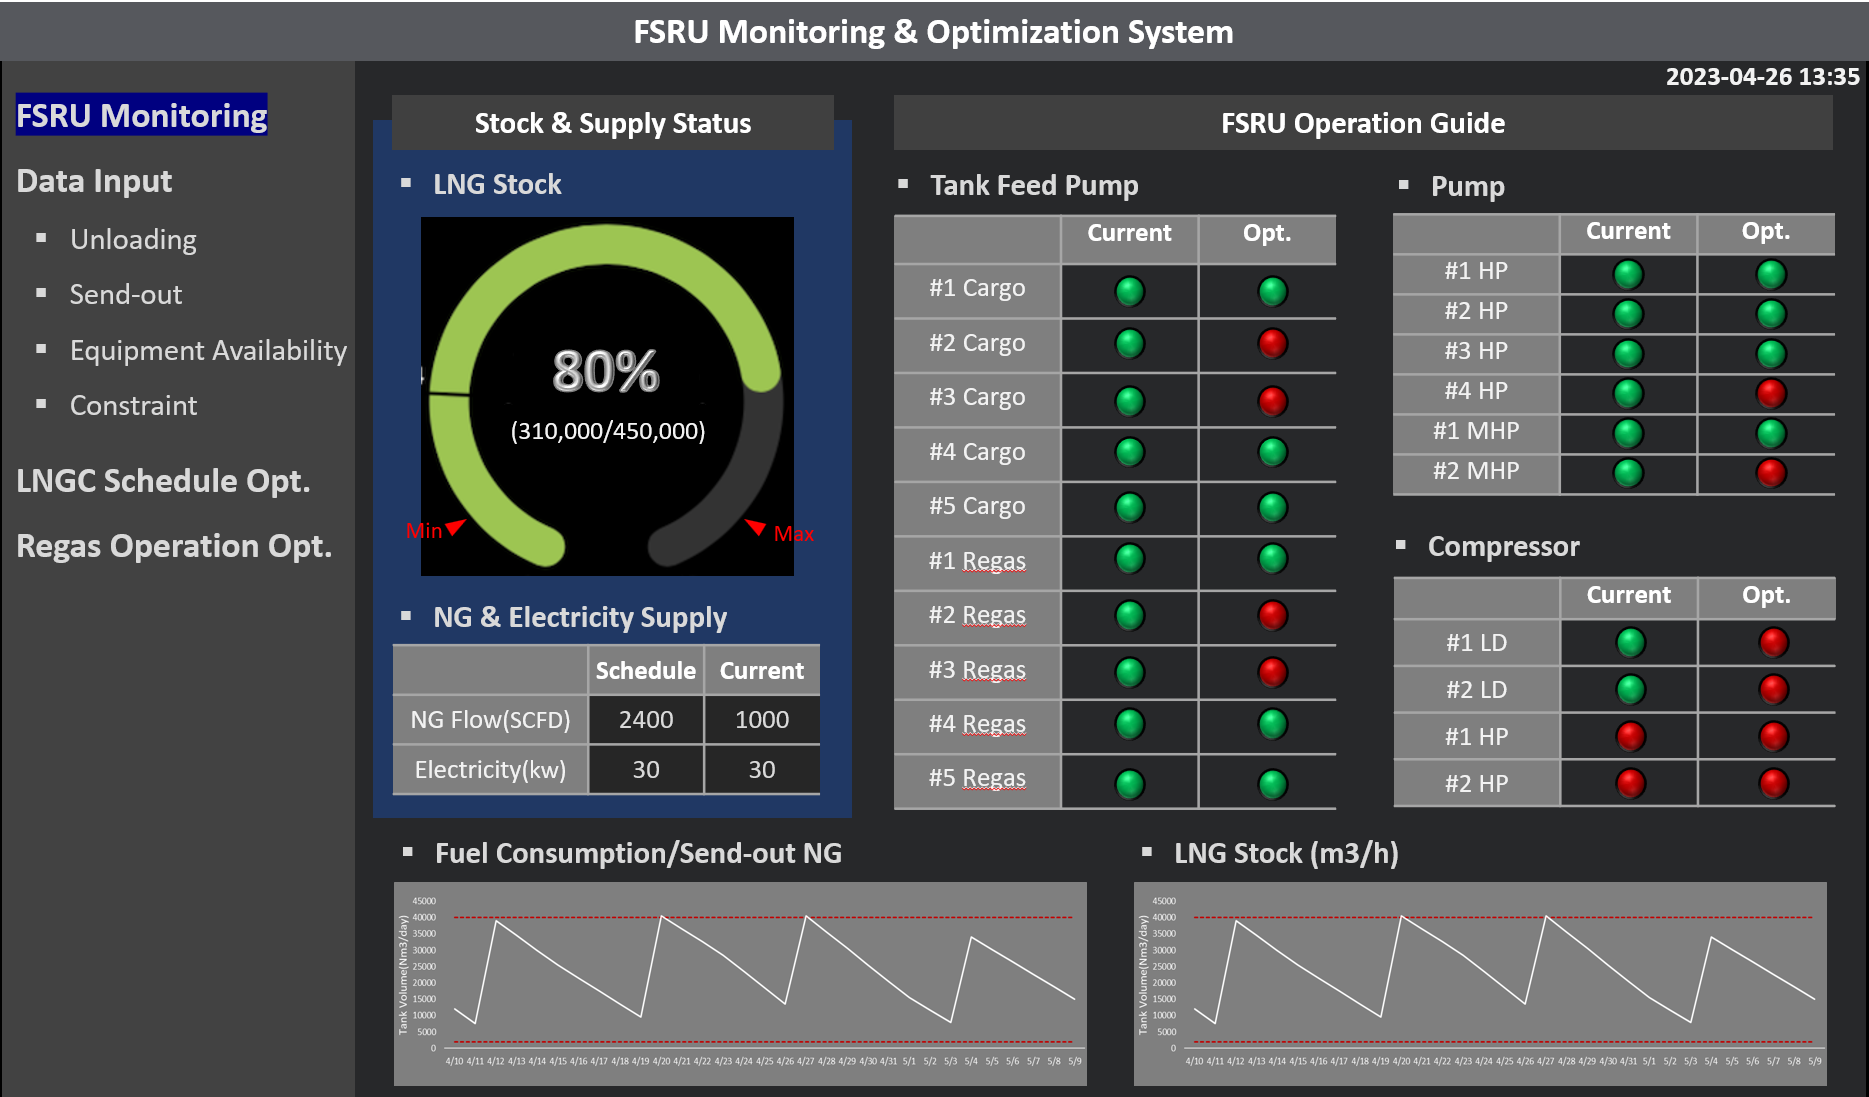 FSRU Monitoring & Optimization System
2023-04-26 13:35
FSRU Monitoring
Data Input
▪ Unloading
▪ Send-out
▪ Equipment Availability
▪ Constraint
LNGC Schedule Opt.
Regas Operation Opt.
Stock & Supply Status
▪ LNG Stock
80%
(310,000/450,000)
Min
Max
▪ NG & Electricity Supply
Schedule Current
NG Flow(SCFD) 2400 1000
Electricity(kw) 30 30
FSRU Operation Guide
▪ Tank Feed Pump
Current Opt.
#1 Cargo
#2 Cargo
#3 Cargo
#4 Cargo
#5 Cargo
#1 Regas
#2 Regas
#3 Regas
#4 Regas
#5 Regas
▪ Pump
Current Opt.
#1 HP
#2 HP
#3 HP
#4 HP
#1 MHP
#2 MHP
▪ Compressor
Current Opt.
#1 LD
#2 LD
#1 HP
#2 HP
▪ Fuel Consumption/Send-out NG
Tank Volume(Nm3/day)
45000
40000
35000
30000
25000
20000
15000
10000
5000
0
4/10 4/11 4/12 4/13 4/14 4/15 4/16 4/17 4/18 4/19 4/20 4/21 4/22 4/23 4/24 4/25 4/26 4/27 4/28 4/29 4/30 4/31 5/1 5/2 5/3 5/4 5/5 5/6 5/7 5/8 5/9
▪ LNG Stock (m3/h)
Tank Volume(Nm3/day)
45000
40000
35000
30000
25000
20000
15000
10000
5000
0
4/10 4/11 4/12 4/13 4/14 4/15 4/16 4/17 4/18 4/19 4/20 4/21 4/22 4/23 4/24 4/25 4/26 4/27 4/28 4/29 4/30 4/31 5/1 5/2 5/3 5/4 5/5 5/6 5/7 5/8 5/9